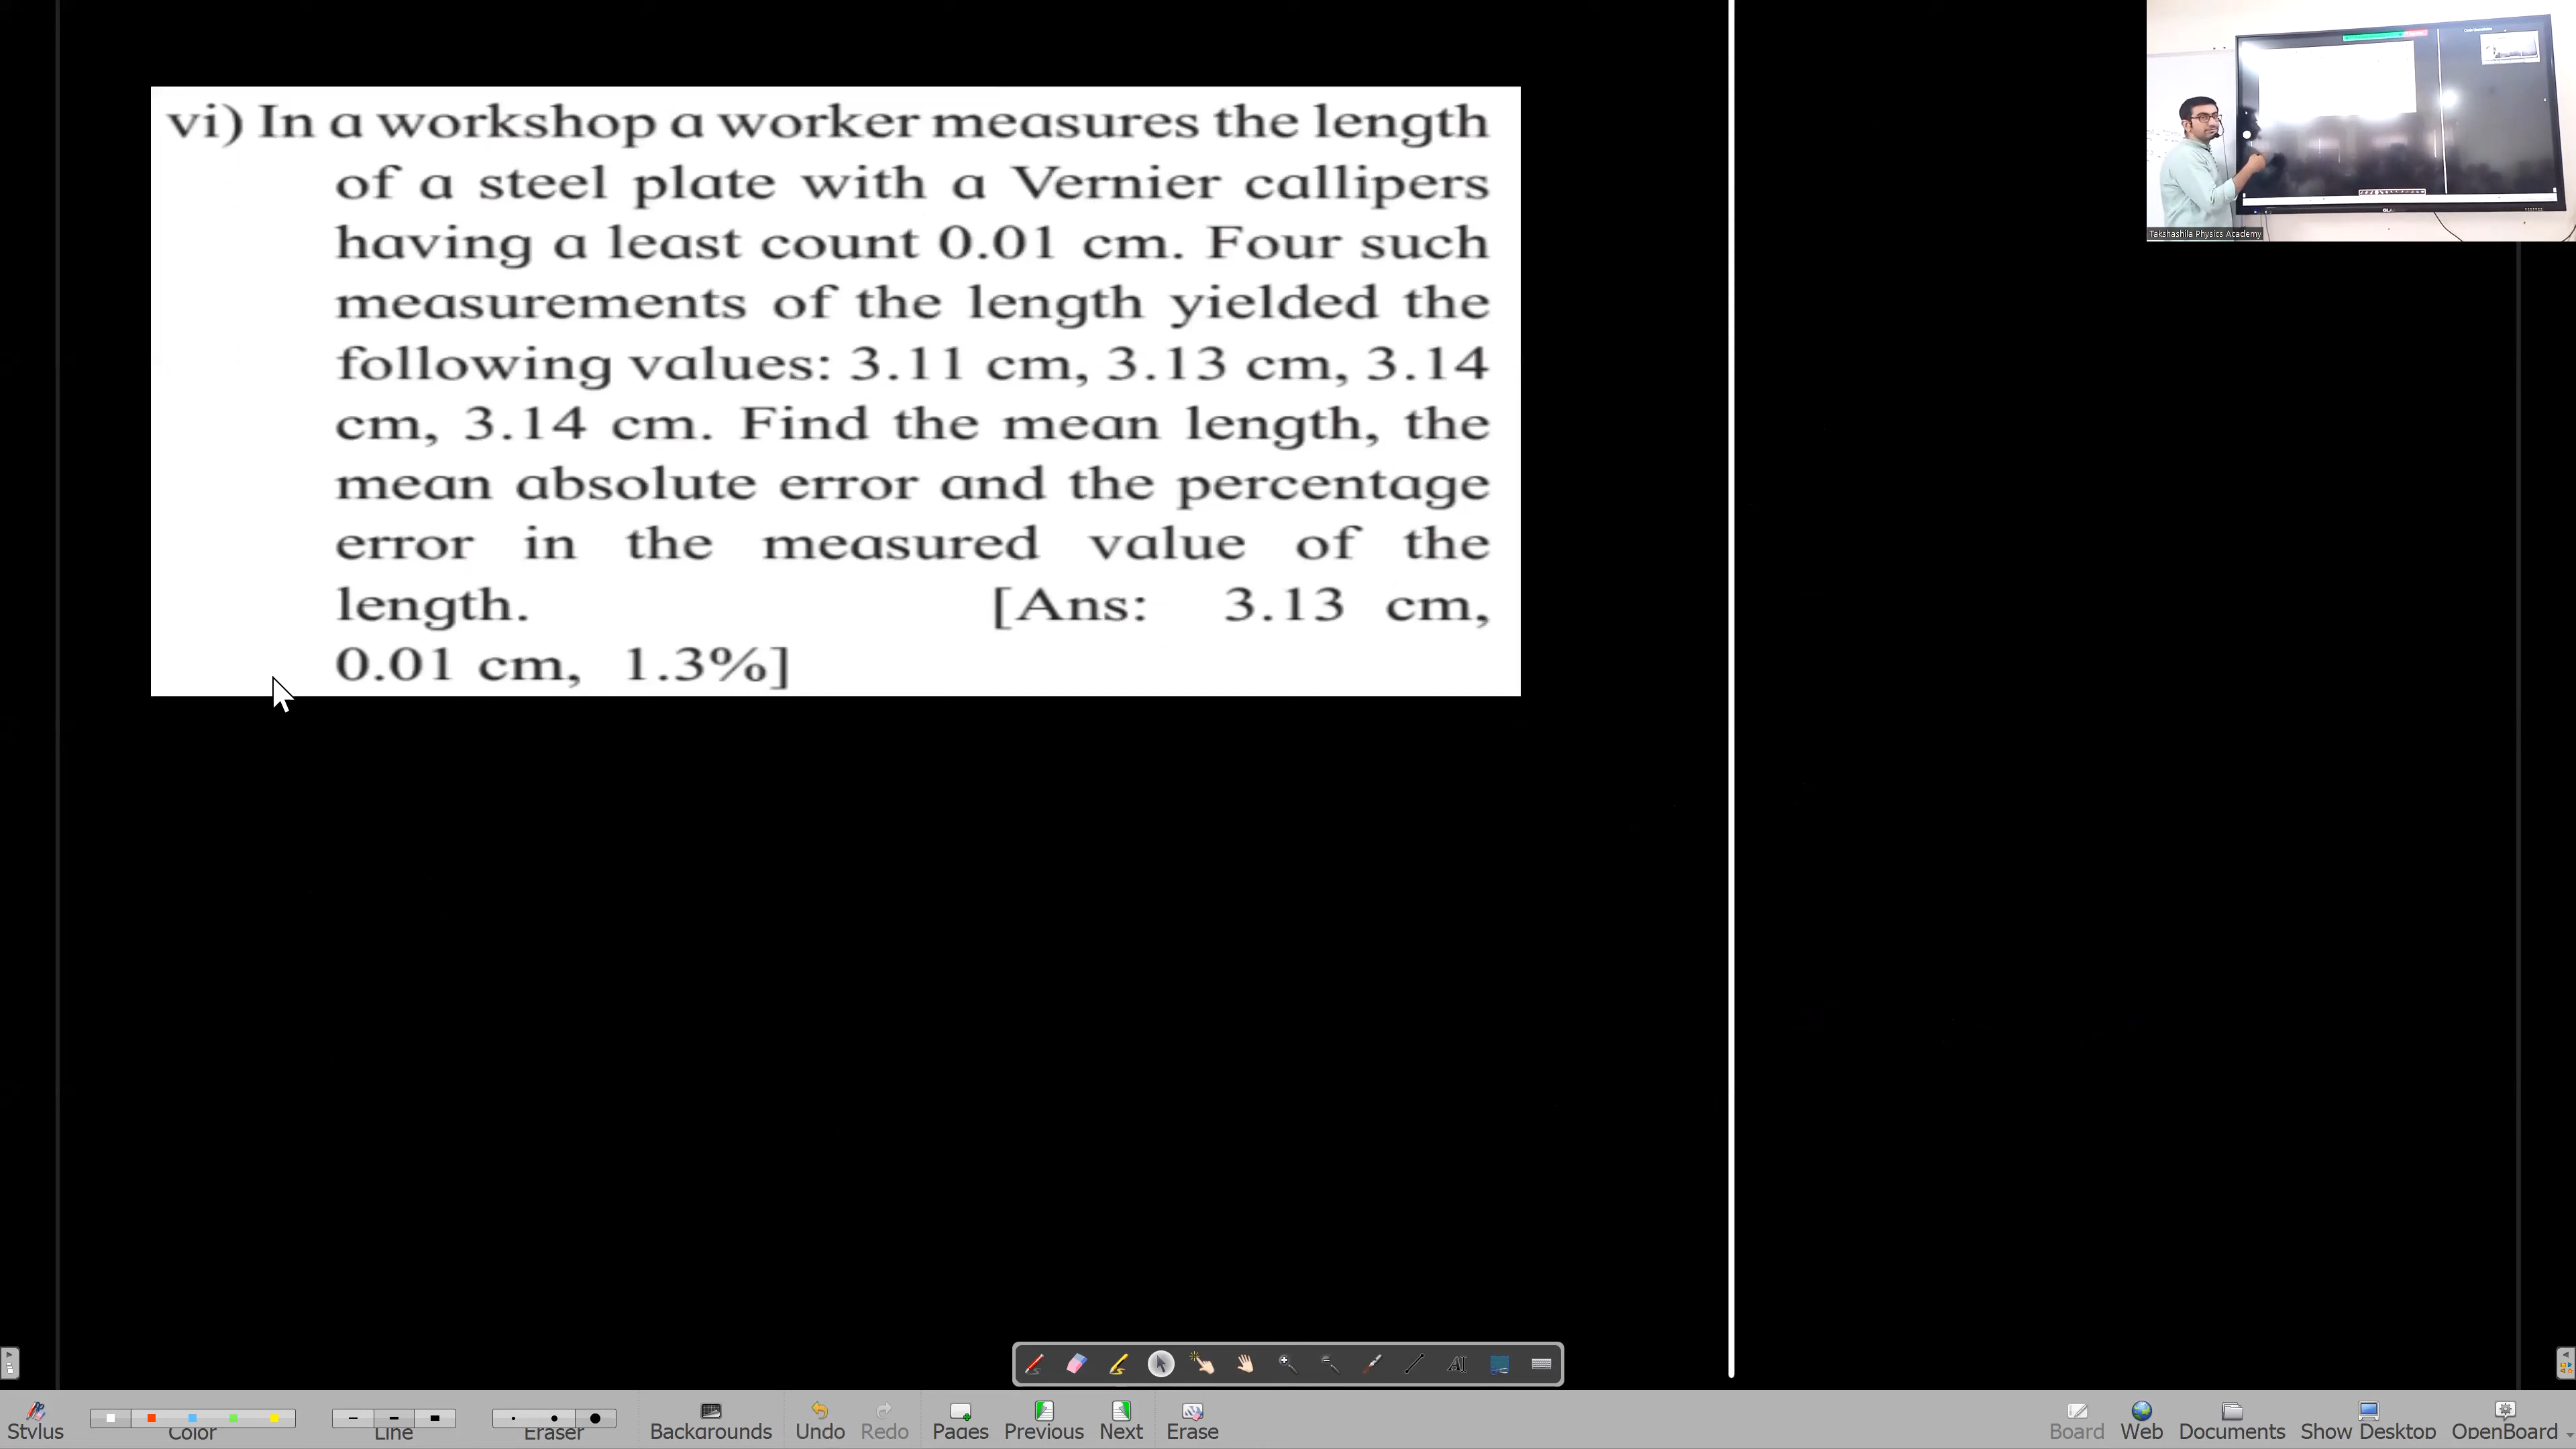 vi) In a workshop a worker measures the length
of a steel plate with a Vernier callipers
having a least count 0.01 cm. Four such
measurements of the length yielded the
following values: 3.11 cm, 3.13 cm, 3.14
cm, 3.14 cm. Find the mean length, the
mean absolute error and the percentage
error in the measured value of the
length. [Ans: 3.13 cm,
0.01 cm, 1.3%]
Takshashila Physics Academy
Stylus Color Line Eraser Backgrounds Undo Redo Pages Previous Next Erase Board Web Documents Show Desktop OpenBoard